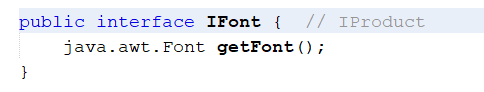 public interface IFont {  // IProduct
    java.awt.Font getFont();
}